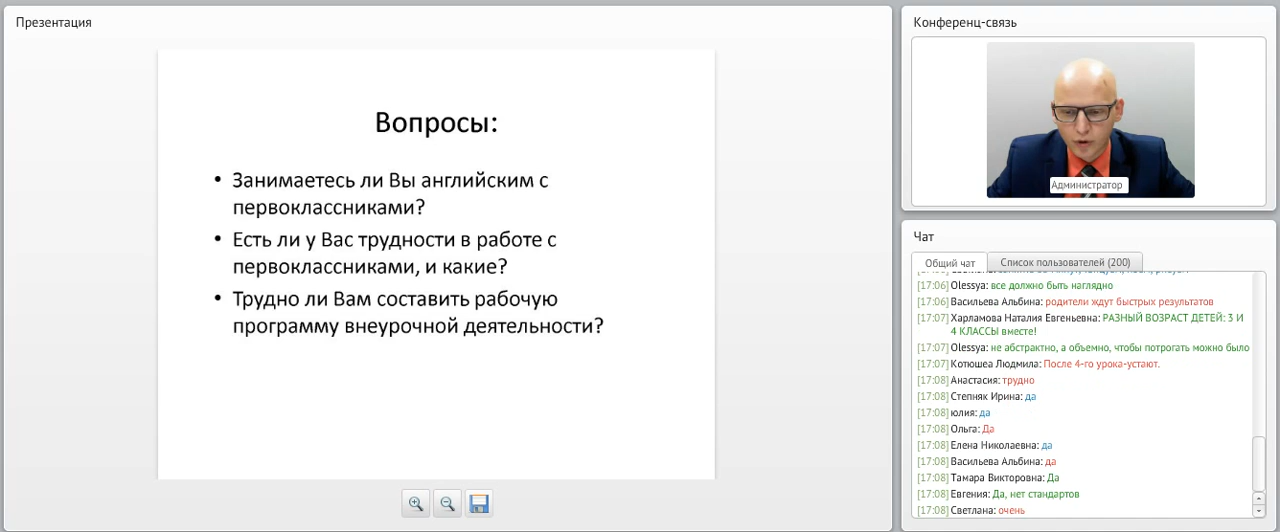 Презентация
Вопросы:
• Занимаетесь ли Вы английским с
первоклассниками?
• Есть ли у Вас трудности в работе с
первоклассниками, и какие?
• Трудно ли Вам составить рабочую
программу внеурочной деятельности?
Конференц-связь
Администратор
Чат
Общий чат
Список пользователей (200)
[17:06] Olessya: все должно быть наглядно
[17:06] Васильева Альбина: родители ждут быстрых результатов
[17:07] Харламова Наталия Евгеньевна: РАЗНЫЙ ВОЗРАСТ ДЕТЕЙ: 3 И
4 КЛАССЫ вместе!
[17:07] Olessya: не абстрактно, а объемно, чтобы потрогать можно было
[17:07] Котюшеа Людмила: После 4-го урока-устают.
[17:08] Анастасия: трудно
[17:08] Степняк Ирина: да
[17:08] юлия: да
[17:08] Ольга: Да
[17:08] Елена Николаевна: да
[17:08] Васильева Альбина: да
[17:08] Тамара Викторовна: Да
[17:08] Евгения: Да, нет стандартов
[17:08] Светлана: очень